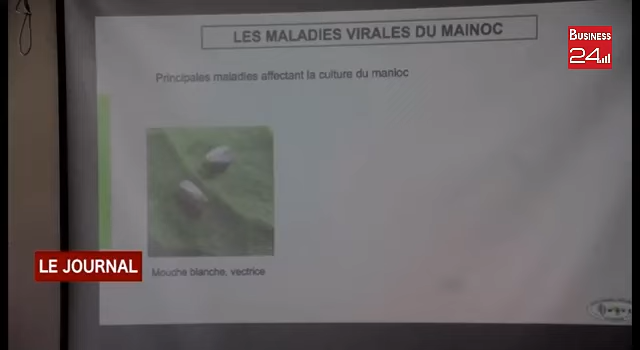 LES MALADIES VIRALES DU MAINOC
BUSINESS
24
Principales maladies affectant la culture du manioc
LE JOURNAL
Mouche blanche, vectrice